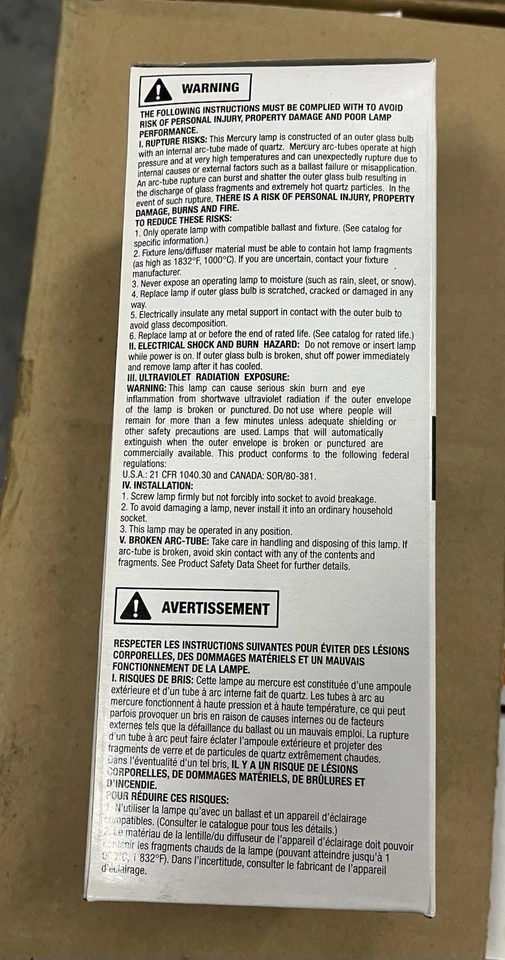 WARNING
THE FOLLOWING INSTRUCTIONS MUST BE COMPLIED WITH TO AVOID
RISK OF PERSONAL INJURY, PROPERTY DAMAGE AND POOR LAMP
PERFORMANCE.
I. RUPTURE RISKS: This Mercury lamp is constructed of an outer glass bulb
with an internal arc-tube made of quartz. Mercury arc-tubes operate at high
pressure and at very high temperatures and can unexpectedly rupture due to
internal causes or external factors such as a ballast failure or misapplication.
An arc-tube rupture can burst and shatter the outer glass bulb resulting in
the discharge of glass fragments and extremely hot quartz particles. In the
event of such rupture, THERE IS A RISK OF PERSONAL INJURY, PROPERTY
DAMAGE, BURNS AND FIRE.
TO REDUCE THESE RISKS:
1. Only operate lamp with compatible ballast and fixture. (See catalog for
specific information.)
2. Fixture lens/diffuser material must be able to contain hot lamp fragments
(as high as 1832°F, 1000°C). If you are uncertain, contact your fixture
manufacturer.
3. Never expose an operating lamp to moisture (such as rain, sleet, or snow).
4. Replace lamp if outer glass bulb is scratched, cracked or damaged in any
way.
5. Electrically insulate any metal support in contact with the outer bulb to
avoid glass decomposition.
6. Replace lamp at or before the end of rated life. (See catalog for rated life.)
II. ELECTRICAL SHOCK AND BURN HAZARD: Do not remove or insert lamp
while power is on. If outer glass bulb is broken, shut off power immediately
and remove lamp after it has cooled.
III. ULTRAVIOLET RADIATION EXPOSURE:
WARNING: This lamp can cause serious skin burn and eye
inflammation from shortwave ultraviolet radiation if the outer envelope
of the lamp is broken or punctured. Do not use where people will
remain for more than a few minutes unless adequate shielding or
other safety precautions are used. Lamps that will automatically
extinguish when the outer envelope is broken or punctured are
commercially available. This product conforms to the following federal
regulations:
U.S.A.: 21 CFR 1040.30 and CANADA: SOR/80-381.
IV. INSTALLATION:
1. Screw lamp firmly but not forcibly into socket to avoid breakage.
2. To avoid damaging a lamp, never install it into an ordinary household
socket.
3. This lamp may be operated in any position.
V. BROKEN ARC-TUBE: Take care in handling and disposing of this lamp. If
arc-tube is broken, avoid skin contact with any of the contents and
fragments. See Product Safety Data Sheet for further details.
AVERTISSEMENT
RESPECTER LES INSTRUCTIONS SUIVANTES POUR ÉVITER DES LÉSIONS
CORPORELLES, DES DOMMAGES MATÉRIELS ET UN MAUVAIS
FONCTIONNEMENT DE LA LAMPE.
I. RISQUES DE BRIS: Cette lampe au mercure est constituée d'une ampoule
extérieure et d'un tube à arc interne fait de quartz. Les tubes à arc au
mercure fonctionnent à haute pression et à haute température, ce qui peut
parfois provoquer un bris en raison de causes internes ou de facteurs
externes tels que la défaillance du ballast ou un mauvais emploi. La rupture
d'un tube à arc peut faire éclater l'ampoule extérieure et projeter des
fragments de verre et de particules de quartz extrêmement chaudes.
Dans l'éventualité d'un tel bris, IL Y A UN RISQUE DE LÉSIONS
CORPORELLES, DE DOMMAGES MATÉRIELS, DE BRÛLURES ET
D'INCENDIE.
POUR RÉDUIRE CES RISQUES:
N'utiliser la lampe qu'avec un ballast et un appareil d'éclairage
compatibles. (Consulter le catalogue pour tous les détails.)
2. Le matériau de la lentille/du diffuseur de l'appareil d'éclairage doit pouvoir
les fragments chauds de la lampe (pouvant atteindre jusqu'à 1
1 832°F). Dans l'incertitude, consulter le fabricant de l'appareil
d'éclairage.